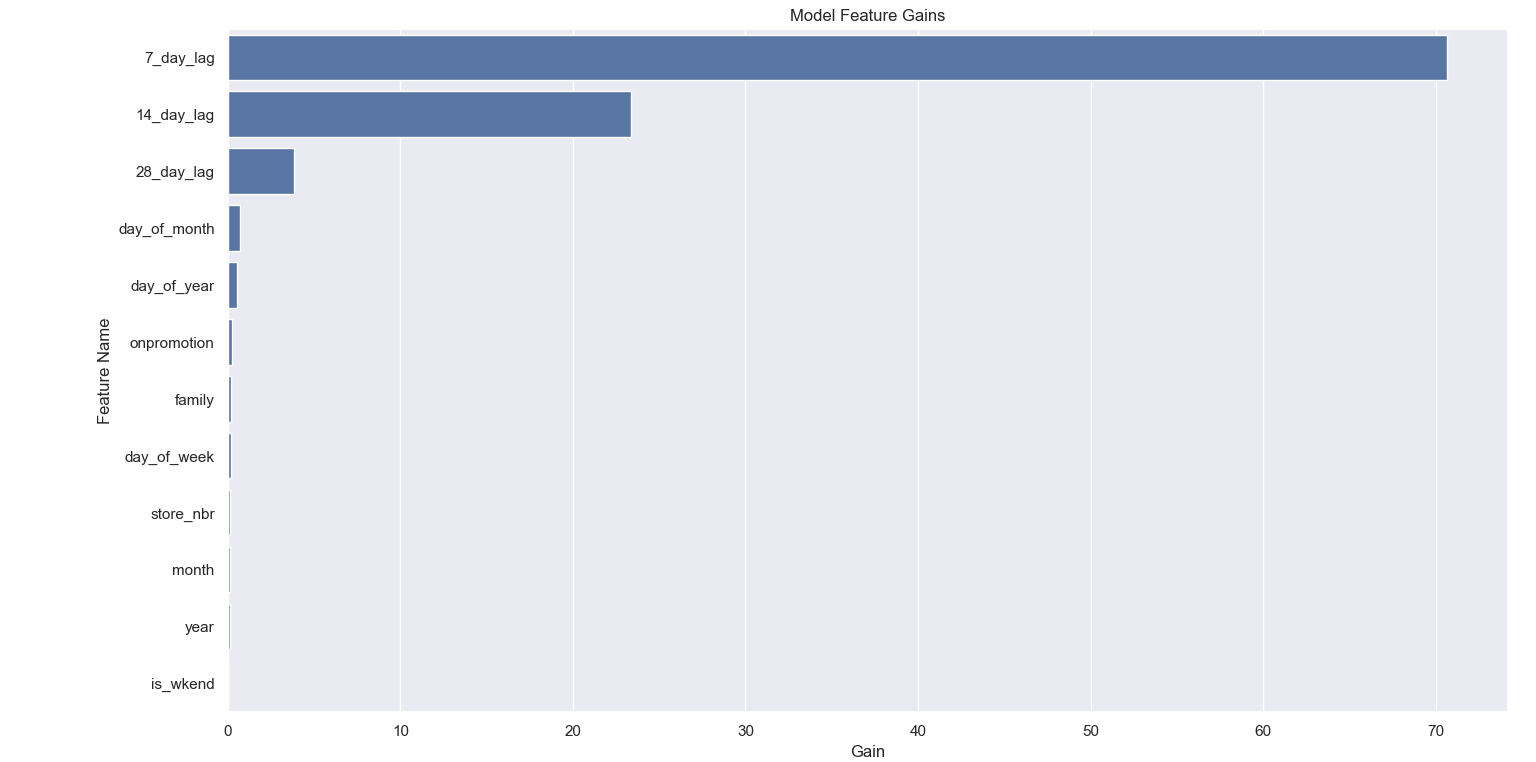 Model Feature Gains
Feature Name
7_day_lag
14_day_lag
28_day_lag
day_of_month
day_of_year
onpromotion
family
day_of_week
store_nbr
month
year
is_wkend
0 10 20 30 40 50 60 70
Gain